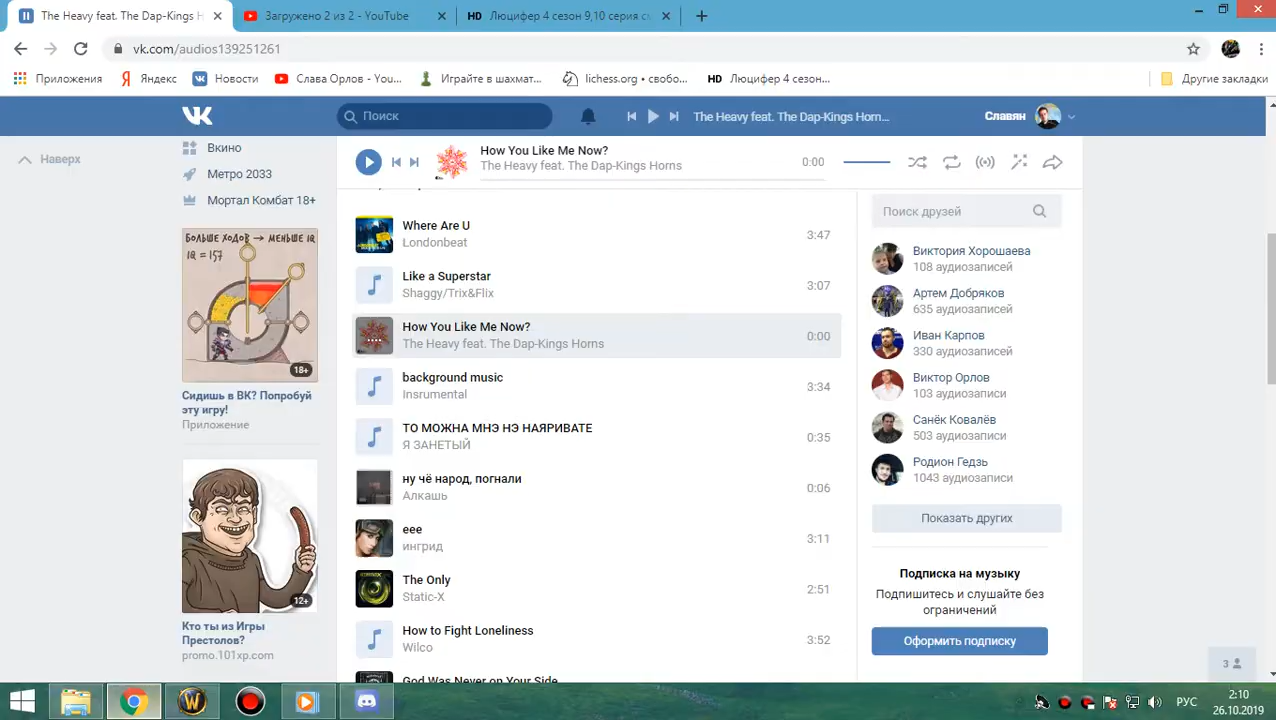 The Heavy feat. The Dap-Kings H
Загружено 2 из 2 - YouTube
HD Люцифер 4 сезон 9,10 серия см
vk.com/audios139251261
Приложения
Яндекс
Новости
Слава Орлов - You...
Играйте в шахмат...
lichess.org • свобо...
HD Люцифер 4 сезон...
Другие закладки
Поиск
The Heavy feat. The Dap-Kings Horn...
Славян
Наверх
Вкино
Метро 2033
Мортал Комбат 18+
How You Like Me Now?
The Heavy feat. The Dap-Kings Horns
0:00
БОЛЬШЕ ХОДОВ → МЕНЬШЕ IQ
IQ = 157
18+
Сидишь в ВК? Попробуй
эту игру!
Приложение
12+
Кто ты из Игры
Престолов?
promo.101xp.com
Where Are U
Londonbeat
3:47
Like a Superstar
Shaggy/Trix&Flix
3:07
How You Like Me Now?
The Heavy feat. The Dap-Kings Horns
0:00
background music
Insrumental
3:34
ТО МОЖНА МНЭ НЭ НАЯРИВАТЕ
Я ЗАНЕТЫЙ
0:35
ну чё народ, погнали
Алкашь
0:06
еее
ингрид
3:11
The Only
Static-X
2:51
How to Fight Loneliness
Wilco
3:52
God Was Never on Your Side
Поиск друзей
Виктория Хорошаева
108 аудиозаписей
Артем Добряков
635 аудиозаписей
Иван Карпов
330 аудиозаписей
Виктор Орлов
103 аудиозаписи
Санёк Ковалёв
503 аудиозаписи
Родион Гедзь
1043 аудиозаписи
Показать других
Подписка на музыку
Подпишитесь и слушайте без
ограничений
Оформить подписку
3
РУС
2:10
26.10.2019